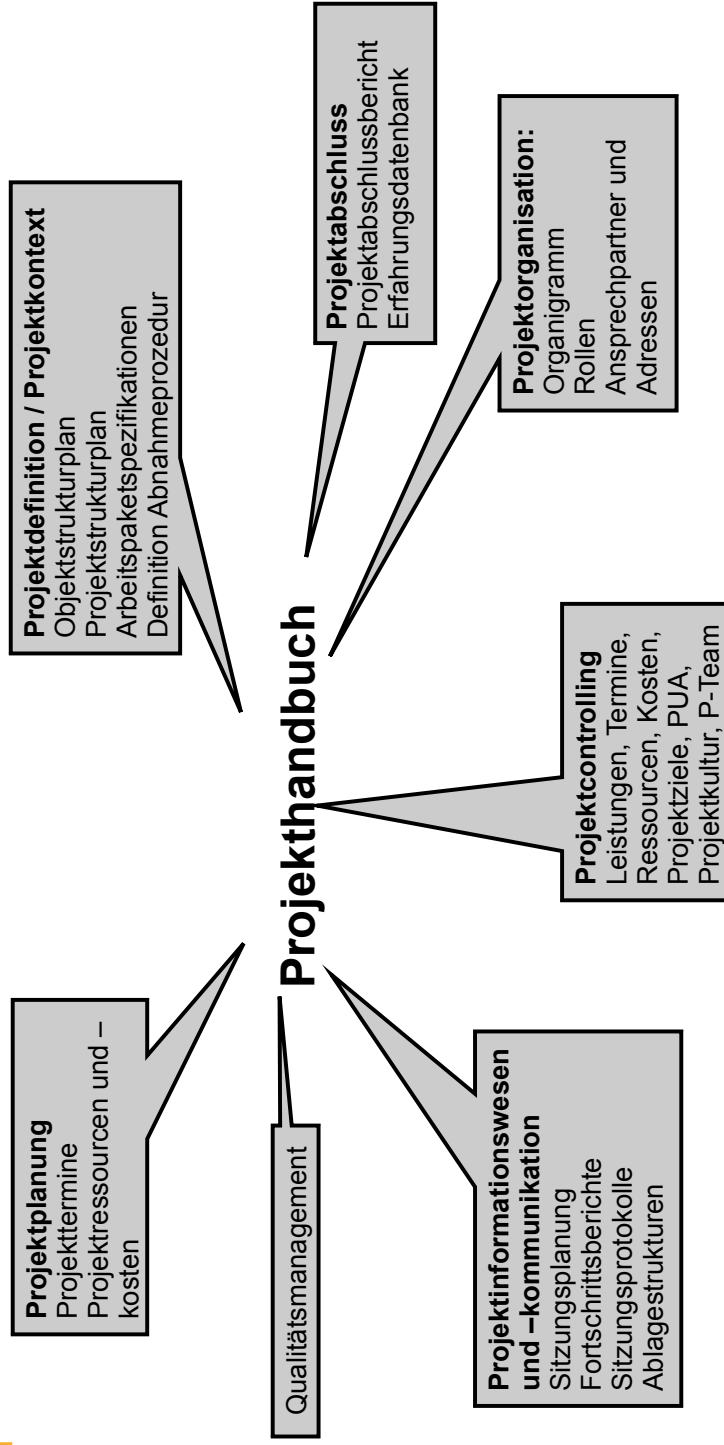 Projektplanung
Projekttermine
Projektressourcen und –
kosten
Projektdefinition / Projektkontext
Objektstrukturplan
Projektstrukturplan
Arbeitspaketspezifikationen
Definition Abnahmeprozedur
Qualitätsmanagement
Projekthandbuch
Projektabschluss
Projektabschlussbericht
Erfahrungsdatenbank
Projektinformationswesen
und –kommunikation
Sitzungsplanung
Fortschrittsberichte
Sitzungsprotokolle
Ablagestrukturen
Projektcontrolling
Leistungen, Termine,
Ressourcen, Kosten,
Projektziele, PUA,
Projektkultur, P-Team
Projektorganisation:
Organigramm
Rollen
Ansprechpartner und
Adressen